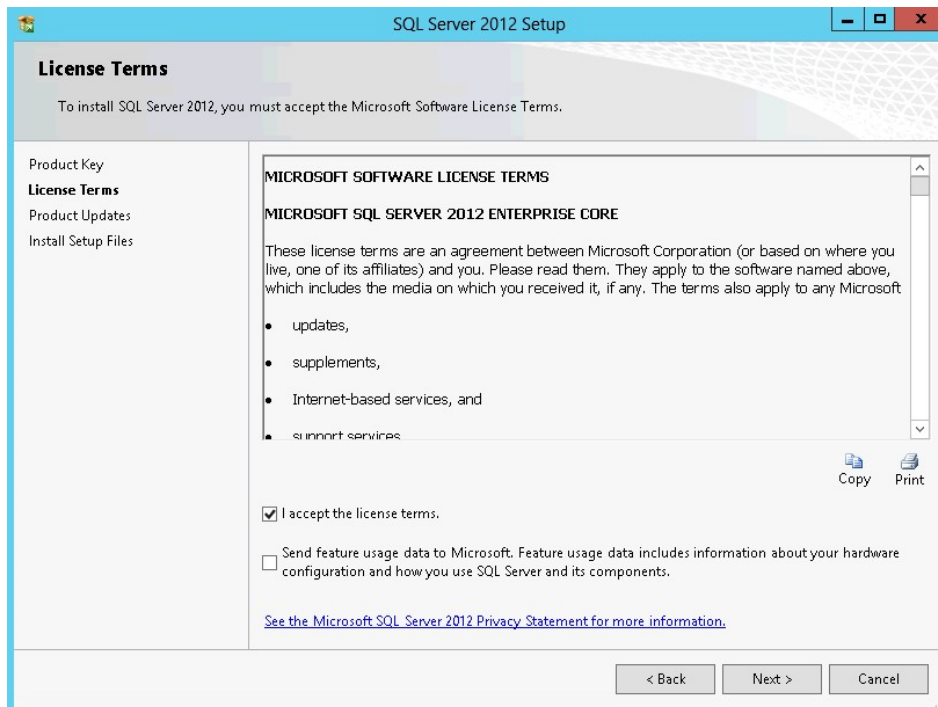 SQL Server 2012 Setup
License Terms
To install SQL Server 2012, you must accept the Microsoft Software License Terms.
Product Key
License Terms
Product Updates
Install Setup Files
MICROSOFT SOFTWARE LICENSE TERMS
MICROSOFT SQL SERVER 2012 ENTERPRISE CORE
These license terms are an agreement between Microsoft Corporation (or based on where you
live, one of its affiliates) and you. Please read them. They apply to the software named above,
which includes the media on which you received it, if any. The terms also apply to any Microsoft
• updates,
• supplements,
• Internet-based services, and
• support services
Copy Print
I accept the license terms.
Send feature usage data to Microsoft. Feature usage data includes information about your hardware
configuration and how you use SQL Server and its components.
See the Microsoft SQL Server 2012 Privacy Statement for more information.
< Back Next > Cancel